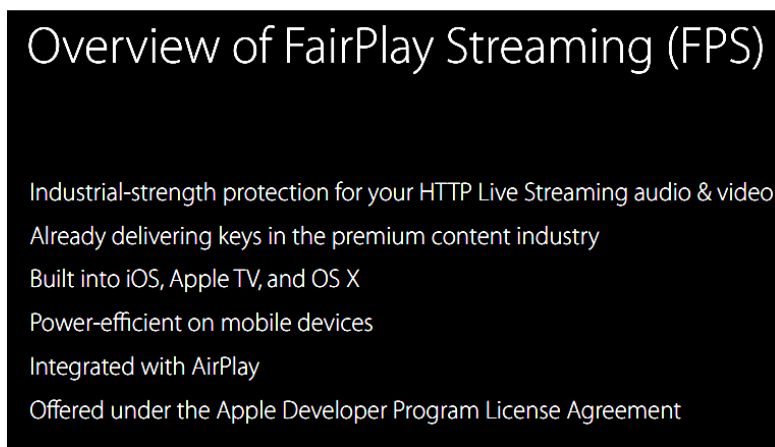 Overview of FairPlay Streaming (FPS)
Industrial-strength protection for your HTTP Live Streaming audio & video
Already delivering keys in the premium content industry
Built into iOS, Apple TV, and OS X
Power-efficient on mobile devices
Integrated with AirPlay
Offered under the Apple Developer Program License Agreement